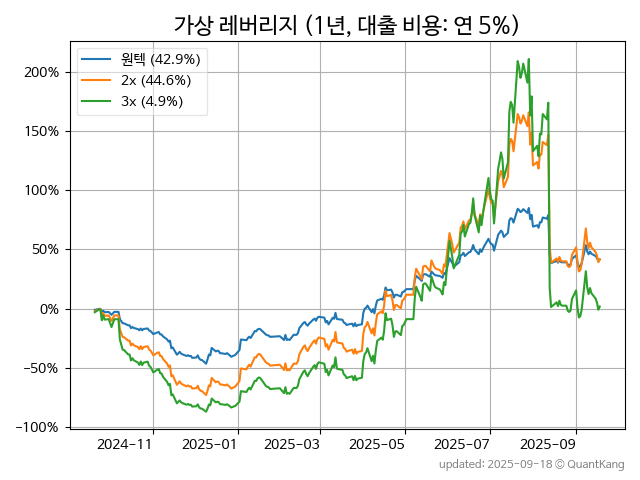 가상 레버리지 (1년, 대출 비용: 연 5%)
원텍 (42.9%)
2x (44.6%)
3x (4.9%)
200%
150%
100%
50%
0%
−50%
−100%
2024-11
2025-01
2025-03
2025-05
2025-07
2025-09
updated: 2025-09-18 © QuantKang